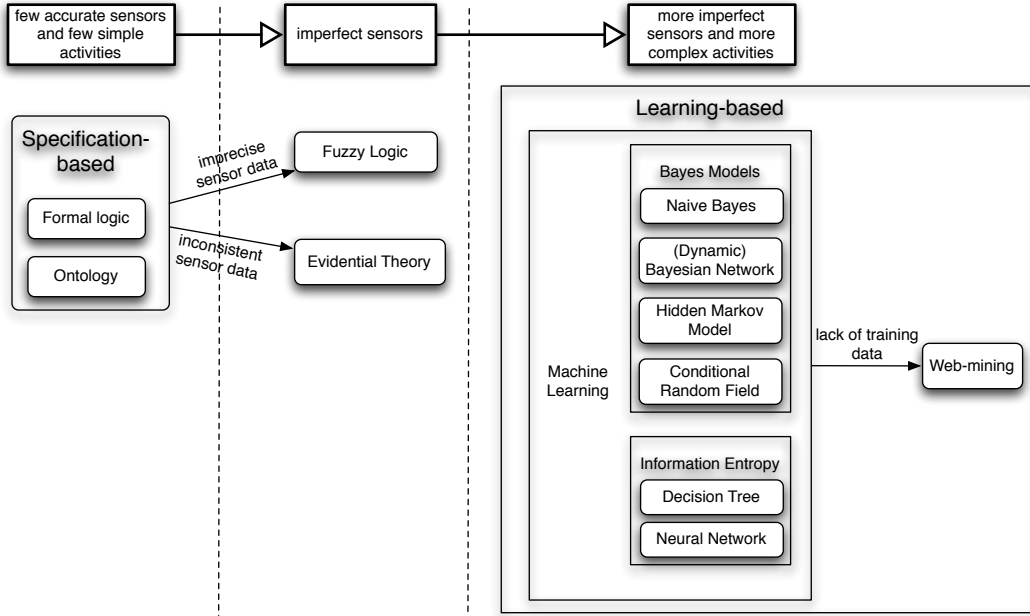 few accurate sensors
and few simple
activities
imperfect sensors
more imperfect
sensors and more
complex activities
Specification-
based
Formal logic
Ontology
imprecise
sensor data
inconsistent
sensor data
Fuzzy Logic
Evidential Theory
Learning-based
Machine
Learning
Bayes Models
Naive Bayes
(Dynamic)
Bayesian Network
Hidden Markov
Model
Conditional
Random Field
Information Entropy
Decision Tree
Neural Network
lack of training
data
Web-mining